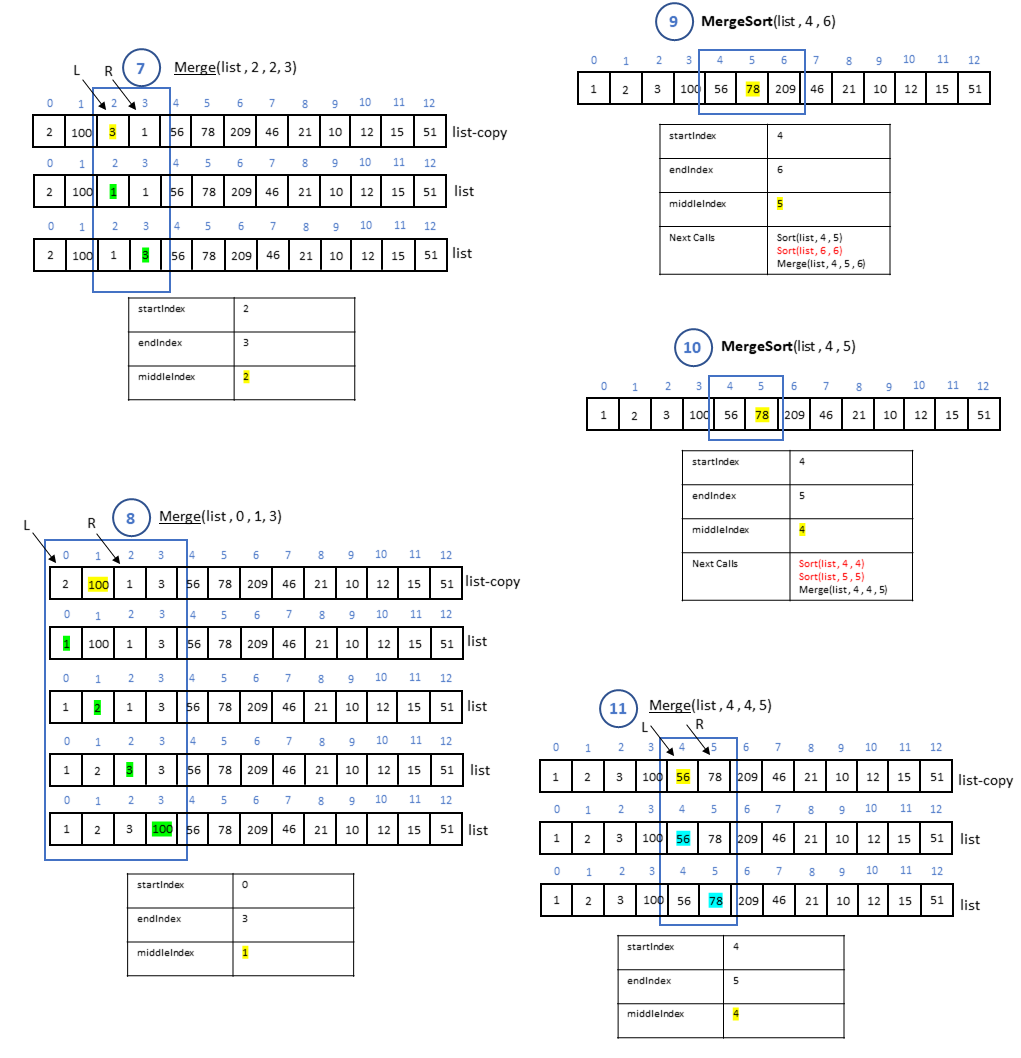 7 Merge(list , 2 , 2, 3)
L R
0 1 2 3 4 5 6 7 8 9 10 11 12
2 100 3 1 56 78 209 46 21 10 12 15 51 list-copy
0 1 2 3 4 5 6 7 8 9 10 11 12
2 100 1 1 56 78 209 46 21 10 12 15 51 list
0 1 2 3 4 5 6 7 8 9 10 11 12
2 100 1 3 56 78 209 46 21 10 12 15 51 list
startIndex 2
endIndex 3
middleIndex 2
8 Merge(list , 0 , 1, 3)
L R
0 1 2 3 4 5 6 7 8 9 10 11 12
2 100 1 3 56 78 209 46 21 10 12 15 51 list-copy
0 1 2 3 4 5 6 7 8 9 10 11 12
1 100 1 3 56 78 209 46 21 10 12 15 51 list
0 1 2 3 4 5 6 7 8 9 10 11 12
1 2 1 3 56 78 209 46 21 10 12 15 51 list
0 1 2 3 4 5 6 7 8 9 10 11 12
1 2 3 3 56 78 209 46 21 10 12 15 51 list
0 1 2 3 4 5 6 7 8 9 10 11 12
1 2 3 100 56 78 209 46 21 10 12 15 51 list
startIndex 0
endIndex 3
middleIndex 1
9 MergeSort(list , 4 , 6)
0 1 2 3 4 5 6 7 8 9 10 11 12
1 2 3 100 56 78 209 46 21 10 12 15 51
startIndex 4
endIndex 6
middleIndex 5
Next Calls Sort(list, 4 , 5)
Sort(list, 6 , 6)
Merge(list, 4 , 5 , 6)
10 MergeSort(list , 4 , 5)
0 1 2 3 4 5 6 7 8 9 10 11 12
1 2 3 100 56 78 209 46 21 10 12 15 51
startIndex 4
endIndex 5
middleIndex 4
Next Calls Sort(list, 4 , 4)
Sort(list, 5 , 5)
Merge(list, 4 , 4 , 5)
11 Merge(list , 4 , 4, 5)
L R
0 1 2 3 4 5 6 7 8 9 10 11 12
1 2 3 100 56 78 209 46 21 10 12 15 51 list-copy
0 1 2 3 4 5 6 7 8 9 10 11 12
1 2 3 100 56 78 209 46 21 10 12 15 51 list
0 1 2 3 4 5 6 7 8 9 10 11 12
1 2 3 100 56 78 209 46 21 10 12 15 51 list
startIndex 4
endIndex 5
middleIndex 4